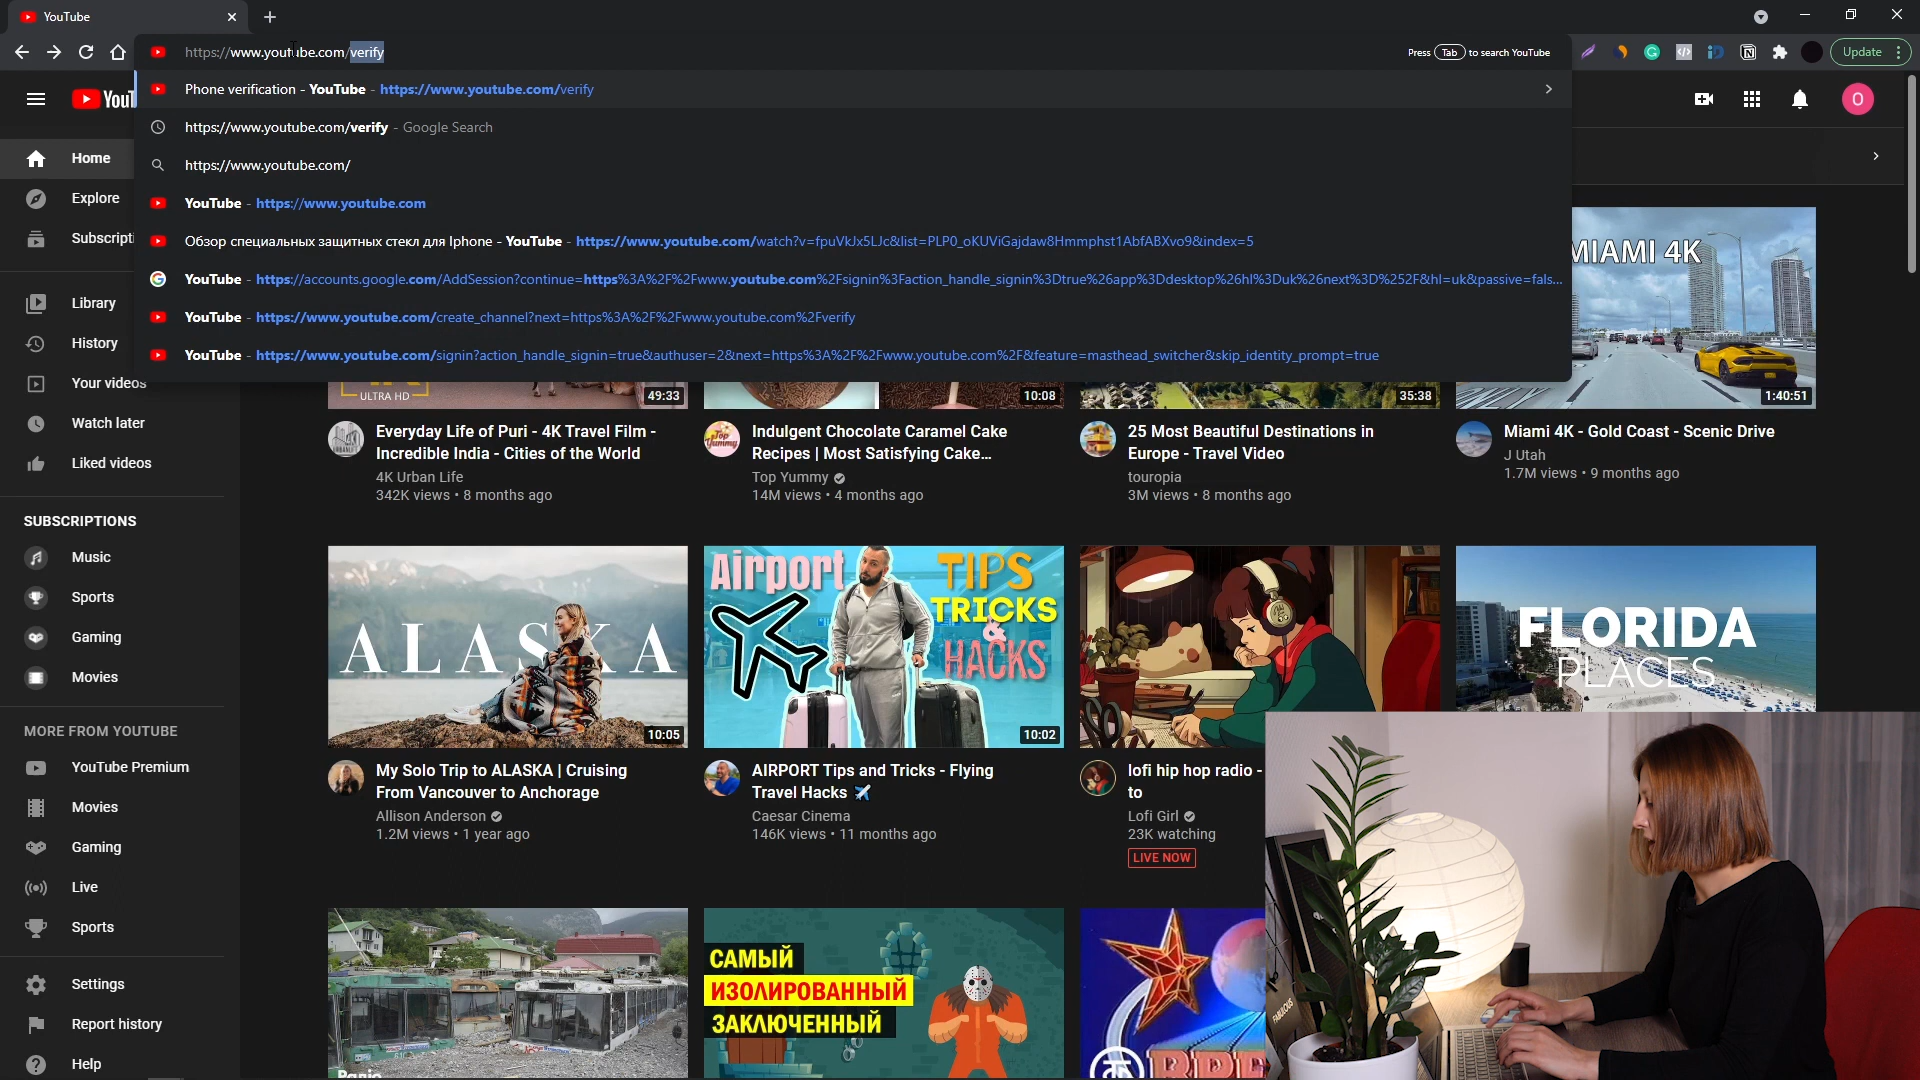 YouTube
https://www.youtube.com/verify
Press Tab to search YouTube
Update
Phone verification - YouTube - https://www.youtube.com/verify
https://www.youtube.com/verify - Google Search
https://www.youtube.com/
YouTube - https://www.youtube.com
Обзор специальных защитных стекл для Iphone - YouTube - https://www.youtube.com/watch?v=fpuVkJx5LJc&list=PLP0_oKUViGajdaw8Hmmphst1AbfABXvo9&index=5
YouTube - https://accounts.google.com/AddSession?continue=https%3A%2F%2Fwww.youtube.com%2Fsignin%3Faction_handle_signin%3Dtrue%26app%3Ddesktop%26hl%3Duk%26next%3D%252F&hl=uk&passive=fals...
YouTube - https://www.youtube.com/create_channel?next=https%3A%2F%2Fwww.youtube.com%2Fverify
YouTube - https://www.youtube.com/signin?action_handle_signin=true&authuser=2&next=https%3A%2F%2Fwww.youtube.com%2F&feature=masthead_switcher&skip_identity_prompt=true
YouT
O
Home
Explore
Subscripti
Library
History
Your videos
Watch later
Liked videos
SUBSCRIPTIONS
Music
Sports
Gaming
Movies
MORE FROM YOUTUBE
YouTube Premium
Movies
Gaming
Live
Sports
Settings
Report history
Help
ULTRA HD
49:33
Everyday Life of Puri - 4K Travel Film -
Incredible India - Cities of the World
4K Urban Life
342K views • 8 months ago
10:08
Top Yummy
Indulgent Chocolate Caramel Cake
Recipes | Most Satisfying Cake...
Top Yummy
14M views • 4 months ago
35:38
25 Most Beautiful Destinations in
Europe - Travel Video
touropia
3M views • 8 months ago
MIAMI 4K
1:40:51
Miami 4K - Gold Coast - Scenic Drive
J Utah
1.7M views • 9 months ago
ALASKA
10:05
My Solo Trip to ALASKA | Cruising
From Vancouver to Anchorage
Allison Anderson
1.2M views • 1 year ago
Airport TIPS
TRICKS
&
HACKS
10:02
AIRPORT Tips and Tricks - Flying
Travel Hacks ✈️
Caesar Cinema
146K views • 11 months ago
lofi hip hop radio -
to
Lofi Girl
23K watching
LIVE NOW
FLORIDA
PLACES
САМЫЙ
ИЗОЛИРОВАННЫЙ
ЗАКЛЮЧЕННЫЙ
FABULOUS